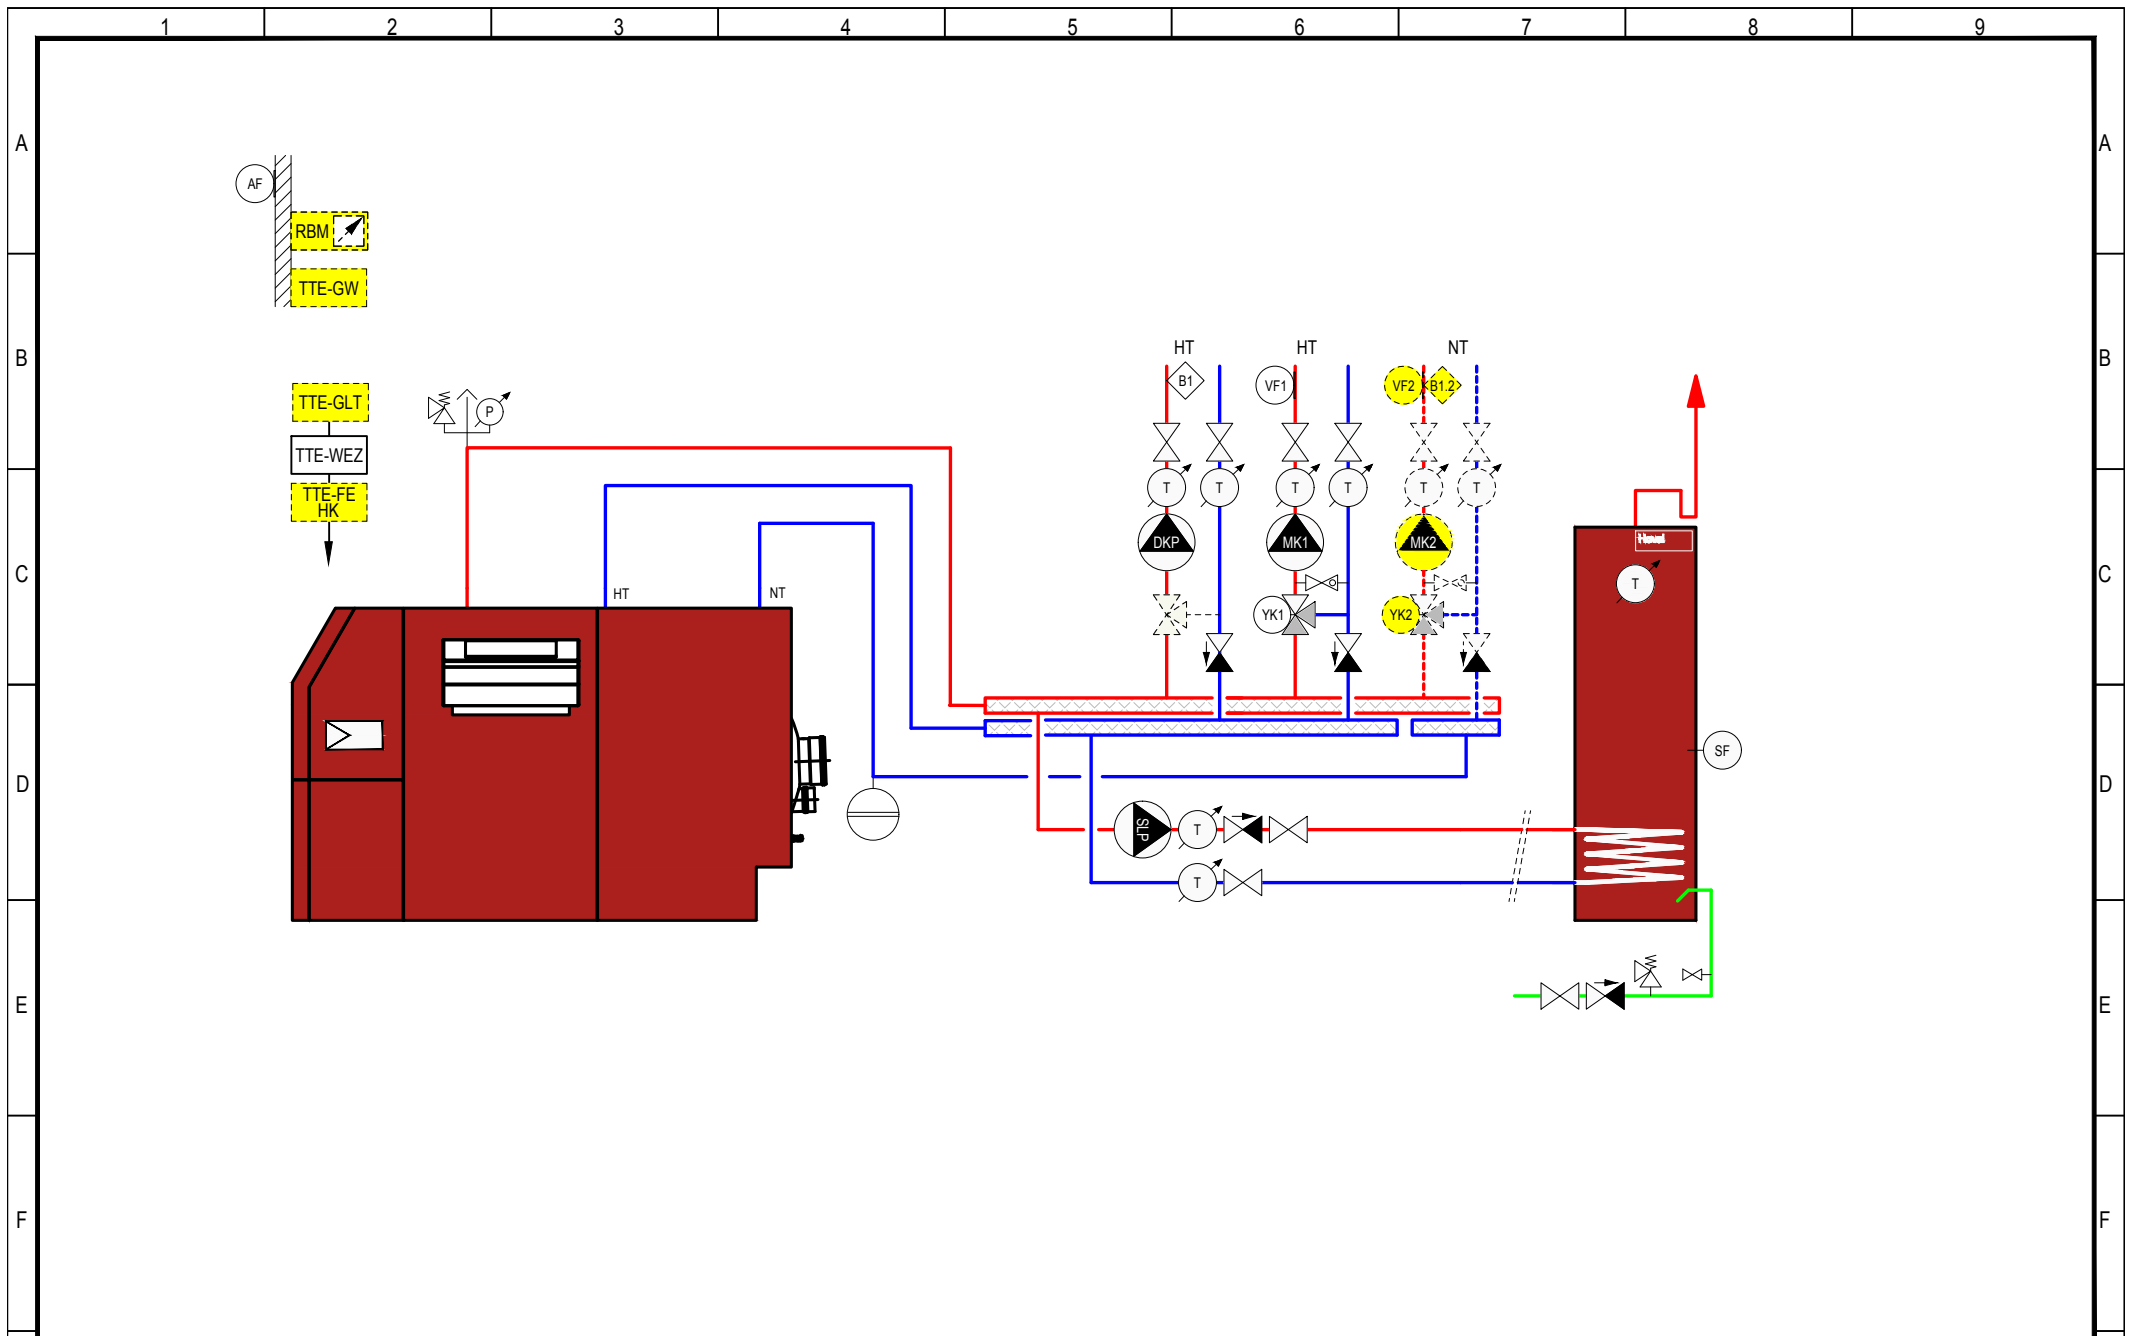 1 2 3 4 5 6 7 8 9
A A
AF
RBM
TTE-GW
B B
HT HT NT
B1 VF1 VF2 B1.2
TTE-GLT
P
TTE-WEZ
TTE-FE
HK
T T T T T T
DKP MK1 MK2
Hoval
C C
T
HT NT
YK1 YK2
SF
D D
SLP T
T
E E
F F